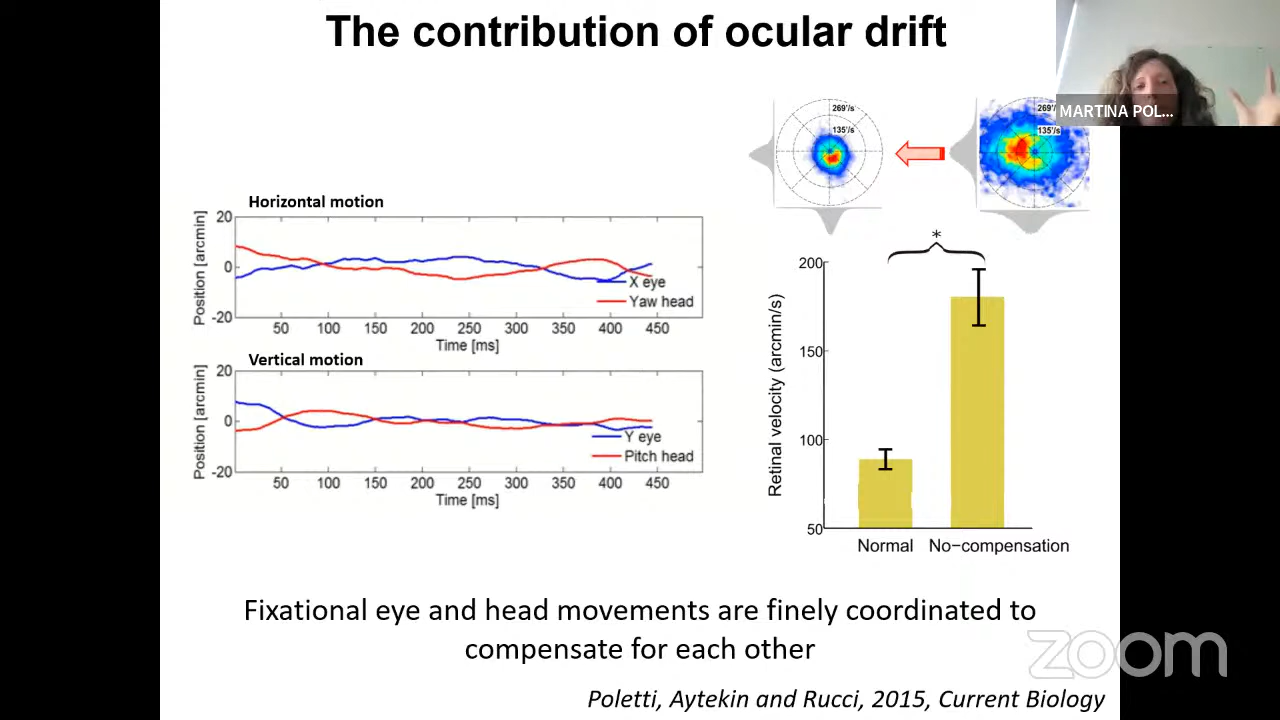 The contribution of ocular drift
MARTINA POL...
269'/s
135'/s
269'/
135'/s
Horizontal motion
20
0
-20
Position [arcmin]
X eye
Yaw head
50 100 150 200 250 300 350 400 450
Time [ms]
Vertical motion
20
0
-20
Position [arcmin]
Y eye
Pitch head
50 100 150 200 250 300 350 400 450
Time [ms]
*
200
150
100
50
Retinal velocity (arcmin/s)
Normal No−compensation
Fixational eye and head movements are finely coordinated to
compensate for each other
zoom
Poletti, Aytekin and Rucci, 2015, Current Biology